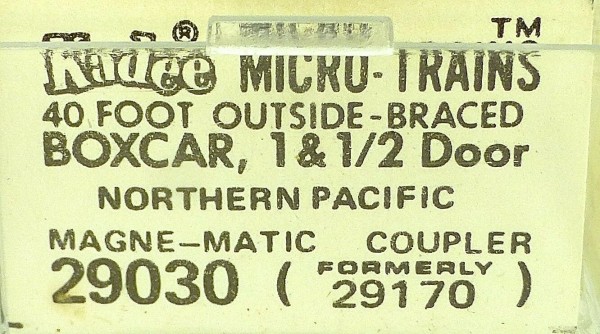 Kadee® MICRO-TRAINS™
40 FOOT OUTSIDE-BRACED
BOXCAR, 1 & 1/2 Door
NORTHERN PACIFIC
MAGNE-MATIC COUPLER
29030 ( FORMERLY 29170 )